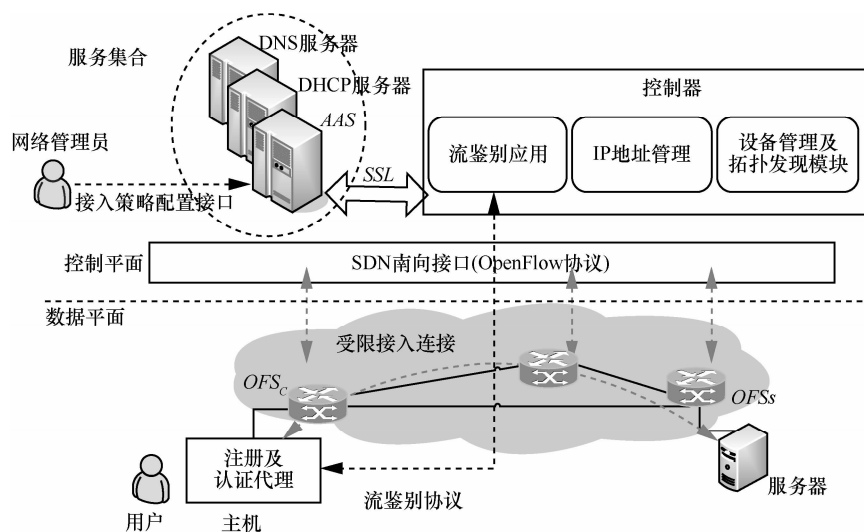 DNS服务器
服务集合
DHCP服务器
AAS
控制器
网络管理员
流鉴别应用
IP地址管理
设备管理及
拓扑发现模块
SSL
接入策略配置接口
控制平面
SDN南向接口(OpenFlow协议)
数据平面
受限接入连接
OFSc
OFSs
注册及
认证代理
流鉴别协议
服务器
用户
主机